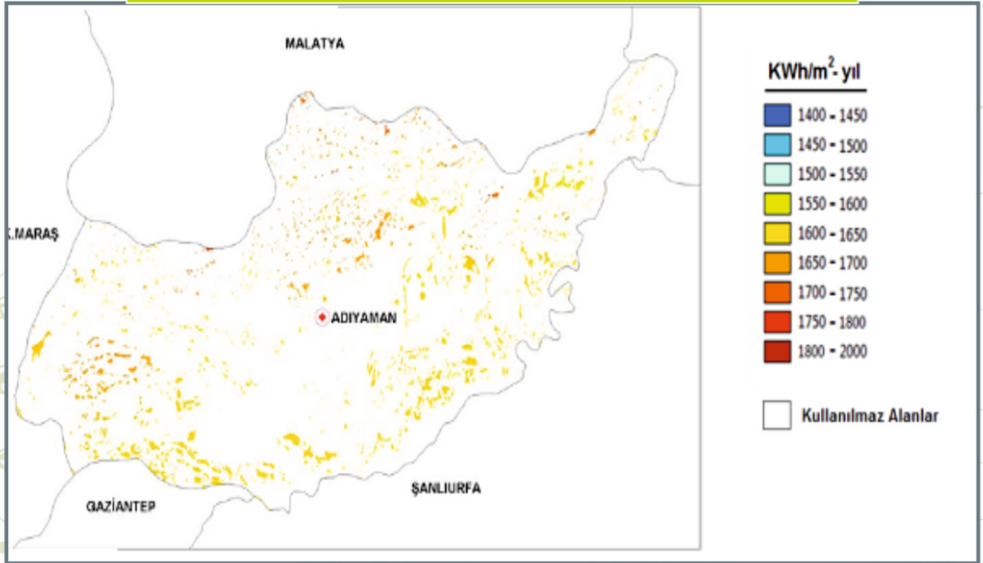 MALATYA
K.MARAŞ
ADIYAMAN
ŞANLIURFA
GAZİANTEP
KWh/m²- yıl
1400 - 1450
1450 - 1500
1500 - 1550
1550 - 1600
1600 - 1650
1650 - 1700
1700 - 1750
1750 - 1800
1800 - 2000
Kullanılmaz Alanlar